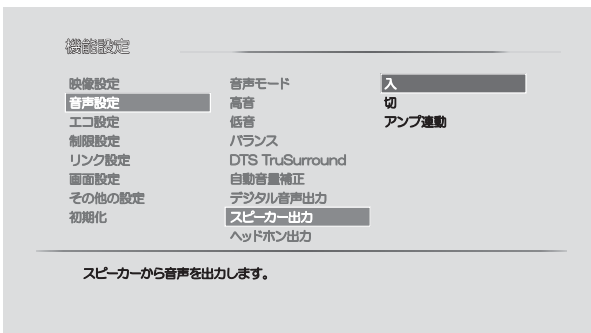 機能設定
映像設定
音声設定
エコ設定
制限設定
リンク設定
画面設定
その他の設定
初期化
音声モード
高音
低音
バランス
DTS TruSurround
自動音量補正
デジタル音声出力
スピーカー出力
ヘッドホン出力
入
切
アンプ連動
スピーカーから音声を出力します。